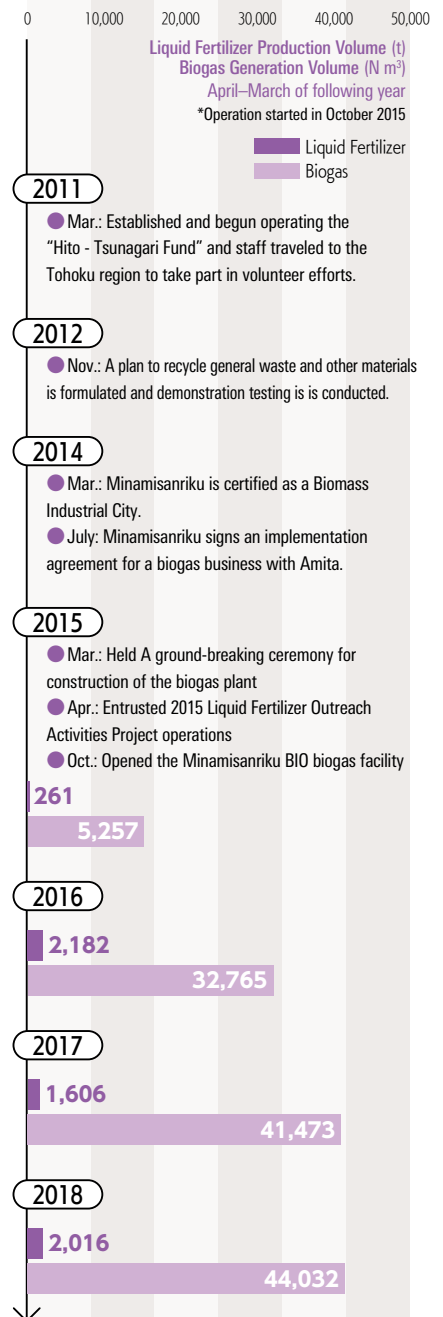 0 10,000 20,000 30,000 40,000 50,000
Liquid Fertilizer Production Volume (t)
Biogas Generation Volume (N m³)
April–March of following year
*Operation started in October 2015
Liquid Fertilizer
Biogas
2011
● Mar.: Established and begun operating the
“Hito - Tsunagari Fund” and staff traveled to the
Tohoku region to take part in volunteer efforts.
2012
● Nov.: A plan to recycle general waste and other materials
is formulated and demonstration testing is is conducted.
2014
● Mar.: Minamisanriku is certified as a Biomass
Industrial City.
● July: Minamisanriku signs an implementation
agreement for a biogas business with Amita.
2015
● Mar.: Held A ground-breaking ceremony for
construction of the biogas plant
● Apr.: Entrusted 2015 Liquid Fertilizer Outreach
Activities Project operations
● Oct.: Opened the Minamisanriku BIO biogas facility
261
5,257
2016
2,182
32,765
2017
1,606
41,473
2018
2,016
44,032